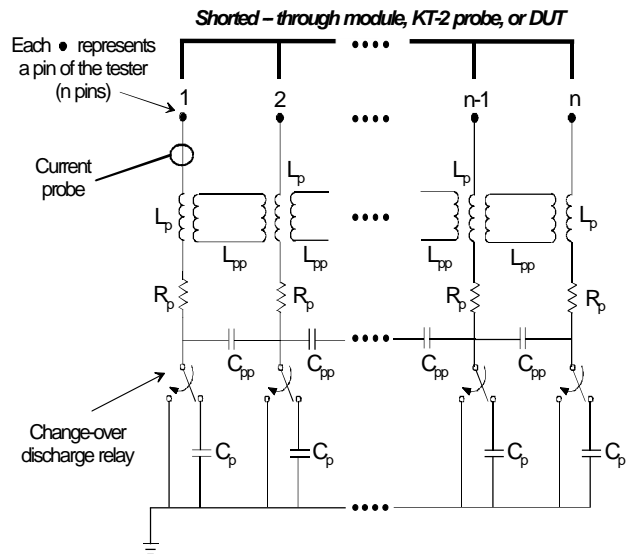 Shorted – through module, KT-2 probe, or DUT
Each • represents
a pin of the tester
(n pins)
1
2
n-1
n
Current
probe
Lp
Lp
Lp
Lp
Lpp
Lpp
Lpp
Lpp
Rp
Rp
Rp
Rp
Cpp
Cpp
Cpp
Cpp
Change-over
discharge relay
Cp
Cp
Cp
Cp